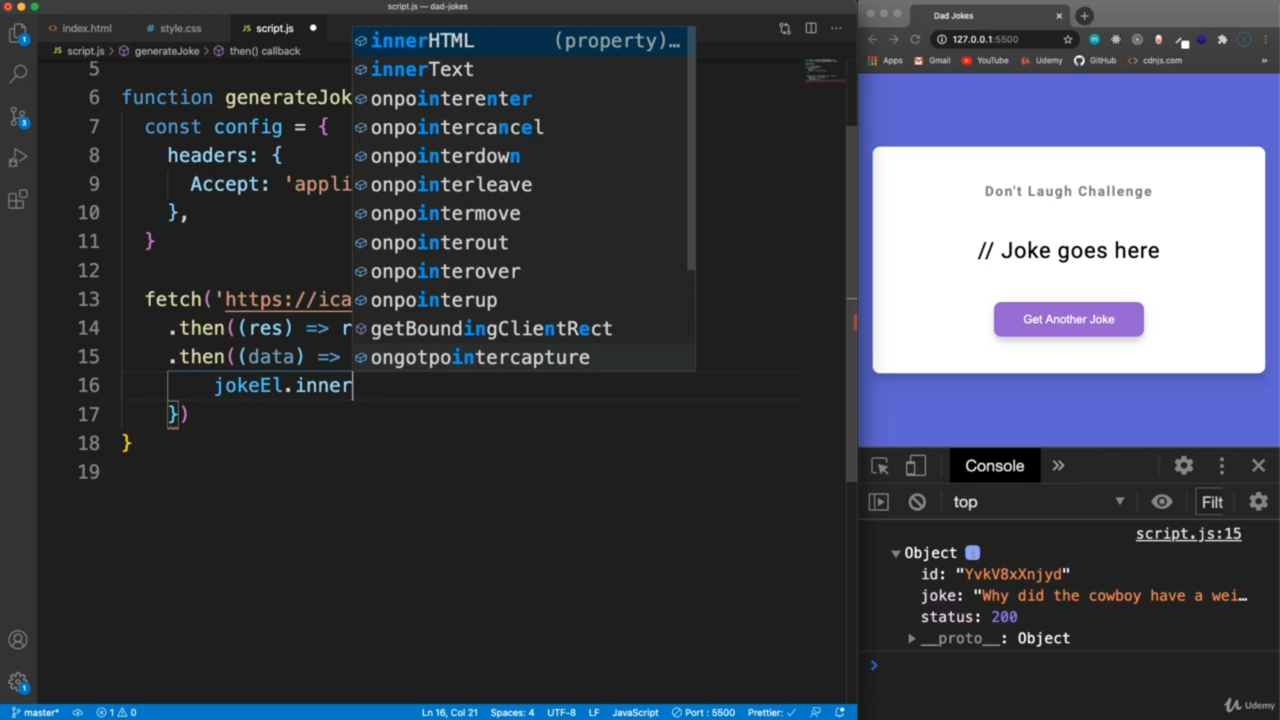 script.js — dad-jokes
index.html
# style.css
JS script.js
JS script.js > generateJoke > then() callback
5
6 function generateJok
7 const config = {
8 headers: {
9 Accept: 'appli
10 },
11 }
12
13 fetch('https://ica
14 .then((res) => r
15 .then((data) =>
16 jokeEl.inner
17 })
18 }
19
innerHTML (property)…
innerText
onpointerenter
onpointercancel
onpointerdown
onpointerleave
onpointermove
onpointerout
onpointerover
onpointerup
getBoundingClientRect
ongotpointercapture
1
3
1
master* 1 0 Ln 16, Col 21 Spaces: 4 UTF-8 LF JavaScript Port : 5500 Prettier: ✓
Dad Jokes
127.0.0.1:5500
Apps Gmail YouTube Udemy GitHub cdnjs.com »
Don't Laugh Challenge
// Joke goes here
Get Another Joke
Console »
top Filt
script.js:15
Object i
id: "YvkV8xXnjyd"
joke: "Why did the cowboy have a wei…
status: 200
__proto__: Object
>
Udemy